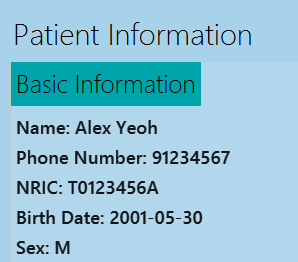 Patient Information
Basic Information
Name: Alex Yeoh
Phone Number: 91234567
NRIC: T0123456A
Birth Date: 2001-05-30
Sex: M